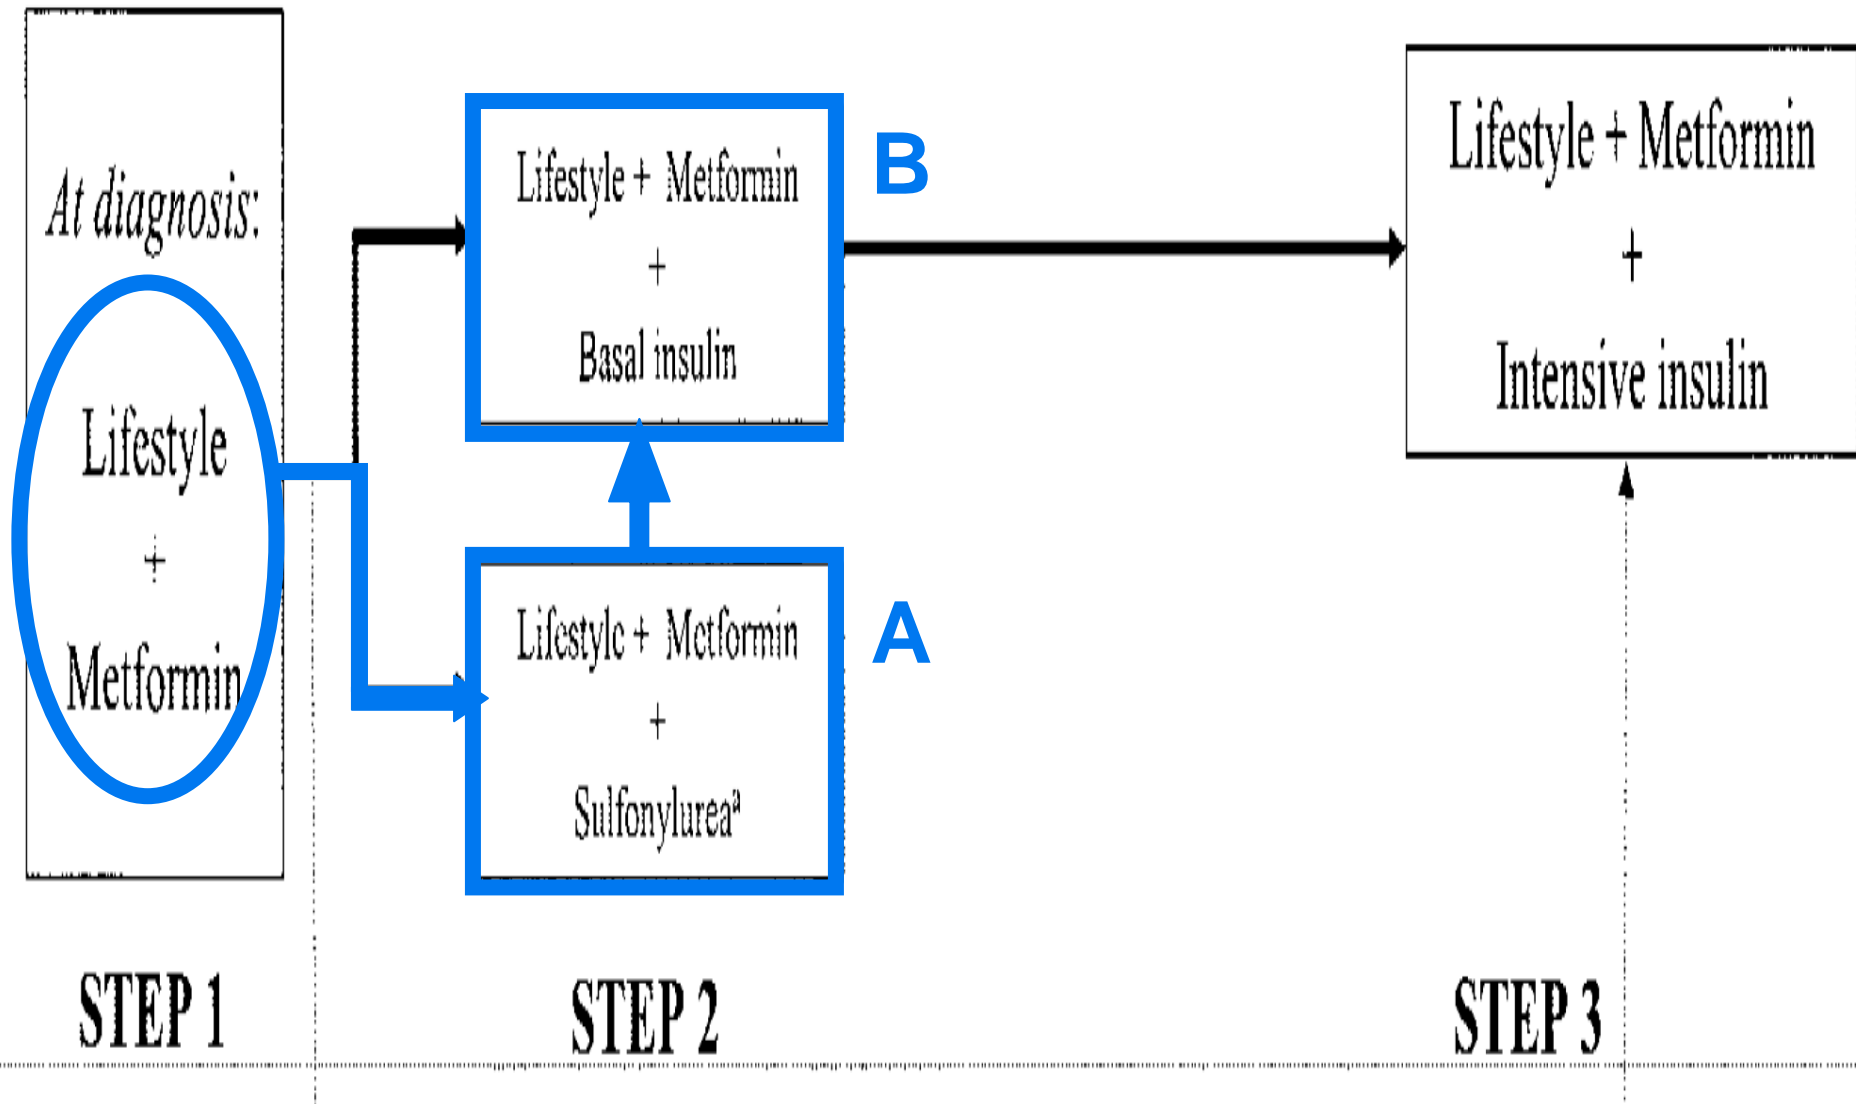 At diagnosis:
Lifestyle
+
Metformin
STEP 1
Lifestyle + Metformin
+
Basal insulin
B
Lifestyle + Metformin
+
Sulfonylureaª
A
STEP 2
Lifestyle + Metformin
+
Intensive insulin
STEP 3